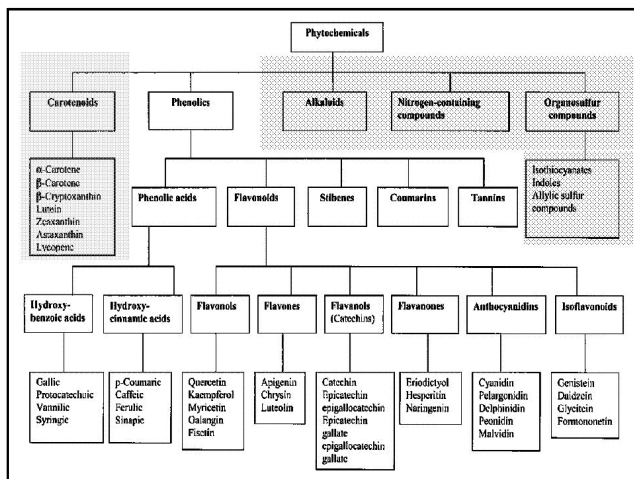 Phytochemicals
Carotenoids
Phenolics
Alkaloids
Nitrogen-containing
compounds
Organosulfur
compounds
α-Carotene
β-Carotene
β-Cryptoxanthin
Lutein
Zeaxanthin
Astaxanthin
Lycopene
Phenolic acids
Flavonoids
Stibenes
Coumarins
Tannins
Isothiocyanates
Indoles
Allylic sulfur
compounds
Hydroxy-
benzoic acids
Hydroxy-
cinnamic acids
Flavonols
Flavones
Flavanols
(Catechins)
Flavanones
Anthocyanidins
Isoflavonoids
Gallic
Protocatechuic
Vannilic
Syringic
p-Coumaric
Caffeic
Ferulic
Sinapic
Quercetin
Kaempferol
Myricetin
Galangin
Fisetin
Apigenin
Chrysin
Luteolin
Catechin
Epicatechin
epigallocatechin
Epicatechin
gallate
epigallocatechin
gallate
Eriodictyol
Hesperitin
Naringenin
Cyanidin
Pelargonidin
Delphinidin
Peonidin
Malvidin
Genistein
Daidzein
Glycitein
Formononetin